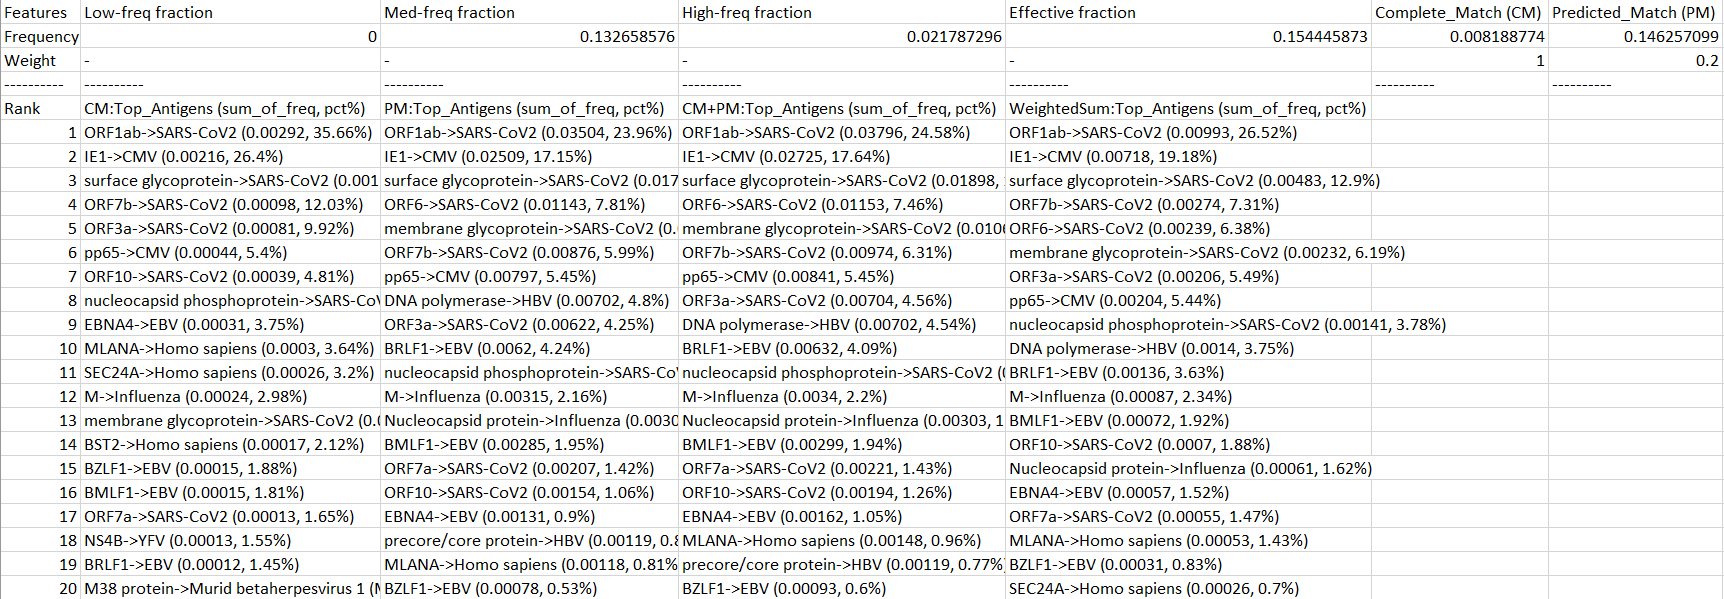 Features Low-freq fraction Med-freq fraction High-freq fraction Effective fraction Complete_Match (CM) Predicted_Match (PM)
Frequency 0 0.132658576 0.021787296 0.154445873 0.008188774 0.146257099
Weight - - - - 1 0.2
---------- ---------- ---------- ---------- ---------- ---------- ----------
Rank CM:Top_Antigens (sum_of_freq, pct%) PM:Top_Antigens (sum_of_freq, pct%) CM+PM:Top_Antigens (sum_of_freq, pct%) WeightedSum:Top_Antigens (sum_of_freq, pct%)
1 ORF1ab->SARS-CoV2 (0.00292, 35.66%) ORF1ab->SARS-CoV2 (0.03504, 23.96%) ORF1ab->SARS-CoV2 (0.03796, 24.58%) ORF1ab->SARS-CoV2 (0.00993, 26.52%)
2 IE1->CMV (0.00216, 26.4%) IE1->CMV (0.02509, 17.15%) IE1->CMV (0.02725, 17.64%) IE1->CMV (0.00718, 19.18%)
3 surface glycoprotein->SARS-CoV2 (0.001 surface glycoprotein->SARS-CoV2 (0.017 surface glycoprotein->SARS-CoV2 (0.01898, surface glycoprotein->SARS-CoV2 (0.00483, 12.9%)
4 ORF7b->SARS-CoV2 (0.00098, 12.03%) ORF6->SARS-CoV2 (0.01143, 7.81%) ORF6->SARS-CoV2 (0.01153, 7.46%) ORF7b->SARS-CoV2 (0.00274, 7.31%)
5 ORF3a->SARS-CoV2 (0.00081, 9.92%) membrane glycoprotein->SARS-CoV2 (0. membrane glycoprotein->SARS-CoV2 (0.0106 ORF6->SARS-CoV2 (0.00239, 6.38%)
6 pp65->CMV (0.00044, 5.4%) ORF7b->SARS-CoV2 (0.00876, 5.99%) ORF7b->SARS-CoV2 (0.00974, 6.31%) membrane glycoprotein->SARS-CoV2 (0.00232, 6.19%)
7 ORF10->SARS-CoV2 (0.00039, 4.81%) pp65->CMV (0.00797, 5.45%) pp65->CMV (0.00841, 5.45%) ORF3a->SARS-CoV2 (0.00206, 5.49%)
8 nucleocapsid phosphoprotein->SARS-CoV DNA polymerase->HBV (0.00702, 4.8%) ORF3a->SARS-CoV2 (0.00704, 4.56%) pp65->CMV (0.00204, 5.44%)
9 EBNA4->EBV (0.00031, 3.75%) ORF3a->SARS-CoV2 (0.00622, 4.25%) DNA polymerase->HBV (0.00702, 4.54%) nucleocapsid phosphoprotein->SARS-CoV2 (0.00141, 3.78%)
10 MLANA->Homo sapiens (0.0003, 3.64%) BRLF1->EBV (0.0062, 4.24%) BRLF1->EBV (0.00632, 4.09%) DNA polymerase->HBV (0.0014, 3.75%)
11 SEC24A->Homo sapiens (0.00026, 3.2%) nucleocapsid phosphoprotein->SARS-CoV nucleocapsid phosphoprotein->SARS-CoV2 ( BRLF1->EBV (0.00136, 3.63%)
12 M->Influenza (0.00024, 2.98%) M->Influenza (0.00315, 2.16%) M->Influenza (0.0034, 2.2%) M->Influenza (0.00087, 2.34%)
13 membrane glycoprotein->SARS-CoV2 (0. Nucleocapsid protein->Influenza (0.0030 Nucleocapsid protein->Influenza (0.00303, 1 BMLF1->EBV (0.00072, 1.92%)
14 BST2->Homo sapiens (0.00017, 2.12%) BMLF1->EBV (0.00285, 1.95%) BMLF1->EBV (0.00299, 1.94%) ORF10->SARS-CoV2 (0.0007, 1.88%)
15 BZLF1->EBV (0.00015, 1.88%) ORF7a->SARS-CoV2 (0.00207, 1.42%) ORF7a->SARS-CoV2 (0.00221, 1.43%) Nucleocapsid protein->Influenza (0.00061, 1.62%)
16 BMLF1->EBV (0.00015, 1.81%) ORF10->SARS-CoV2 (0.00154, 1.06%) ORF10->SARS-CoV2 (0.00194, 1.26%) EBNA4->EBV (0.00057, 1.52%)
17 ORF7a->SARS-CoV2 (0.00013, 1.65%) EBNA4->EBV (0.00131, 0.9%) EBNA4->EBV (0.00162, 1.05%) ORF7a->SARS-CoV2 (0.00055, 1.47%)
18 NS4B->YFV (0.00013, 1.55%) precore/core protein->HBV (0.00119, 0.8 MLANA->Homo sapiens (0.00148, 0.96%) MLANA->Homo sapiens (0.00053, 1.43%)
19 BRLF1->EBV (0.00012, 1.45%) MLANA->Homo sapiens (0.00118, 0.81% precore/core protein->HBV (0.00119, 0.77%) BZLF1->EBV (0.00031, 0.83%)
20 M38 protein->Murid betaherpesvirus 1 (M BZLF1->EBV (0.00078, 0.53%) BZLF1->EBV (0.00093, 0.6%) SEC24A->Homo sapiens (0.00026, 0.7%)